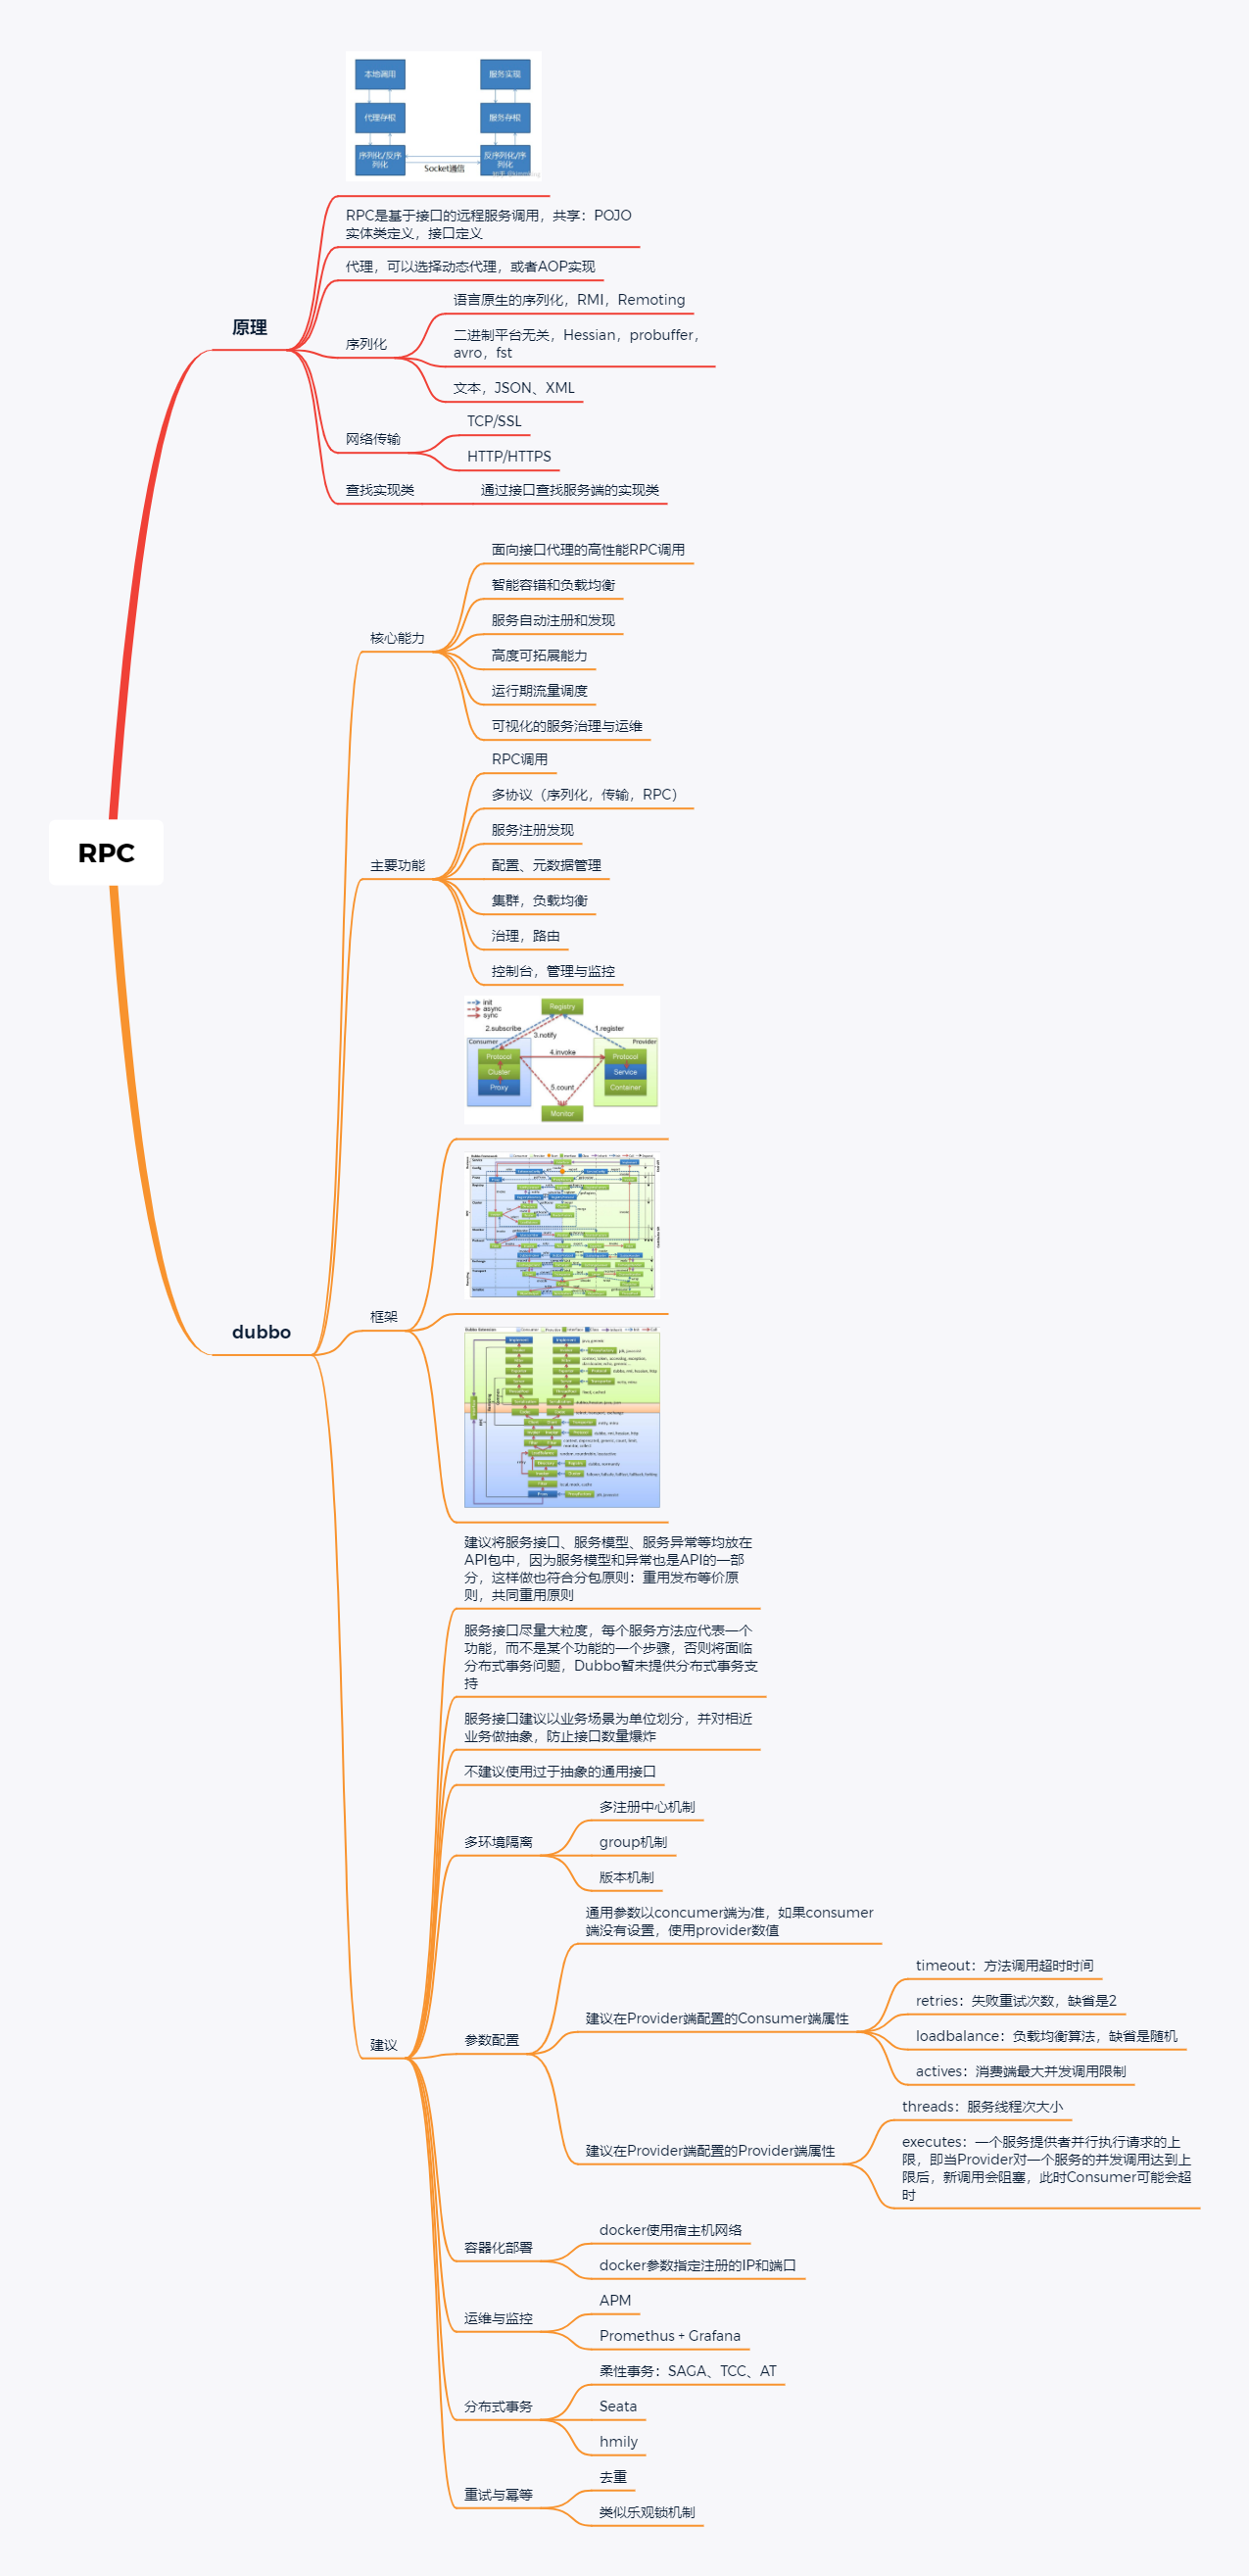 本地调用
服务实现
代理存根
服务存根
序列化/反序
列化
反序列化/序
列化
Socket通信
RPC是基于接口的远程服务调用，共享：POJO
实体类定义，接口定义
代理，可以选择动态代理，或者AOP实现
原理
序列化
语言原生的序列化，RMI，Remoting
二进制平台无关，Hessian，probuffer，
avro，fst
文本，JSON、XML
网络传输
TCP/SSL
HTTP/HTTPS
查找实现类
通过接口查找服务端的实现类
核心能力
面向接口代理的高性能RPC调用
智能容错和负载均衡
服务自动注册和发现
高度可拓展能力
运行期流量调度
可视化的服务治理与运维
RPC
主要功能
RPC调用
多协议（序列化，传输，RPC）
服务注册发现
配置、元数据管理
集群，负载均衡
治理，路由
控制台，管理与监控
init
async
sync
Registry
2.subscribe
1.register
3.notify
Consumer
Provider
4.invoke
Protocol
Protocol
Cluster
Service
Proxy
Container
5.count
Monitor
dubbo
框架
建议将服务接口、服务模型、服务异常等均放在
API包中，因为服务模型和异常也是API的一部
分，这样做也符合分包原则：重用发布等价原
则，共同重用原则
服务接口尽量大粒度，每个服务方法应代表一个
功能，而不是某个功能的一个步骤，否则将面临
分布式事务问题，Dubbo暂未提供分布式事务支
持
服务接口建议以业务场景为单位划分，并对相近
业务做抽象，防止接口数量爆炸
不建议使用过于抽象的通用接口
多环境隔离
多注册中心机制
group机制
版本机制
建议
参数配置
通用参数以concumer端为准，如果consumer
端没有设置，使用provider数值
建议在Provider端配置的Consumer端属性
timeout：方法调用超时时间
retries：失败重试次数，缺省是2
loadbalance：负载均衡算法，缺省是随机
actives：消费端最大并发调用限制
建议在Provider端配置的Provider端属性
threads：服务线程次大小
executes：一个服务提供者并行执行请求的上
限，即当Provider对一个服务的并发调用达到上
限后，新调用会阻塞，此时Consumer可能会超
时
容器化部署
docker使用宿主机网络
docker参数指定注册的IP和端口
运维与监控
APM
Promethus + Grafana
分布式事务
柔性事务：SAGA、TCC、AT
Seata
hmily
重试与幂等
去重
类似乐观锁机制